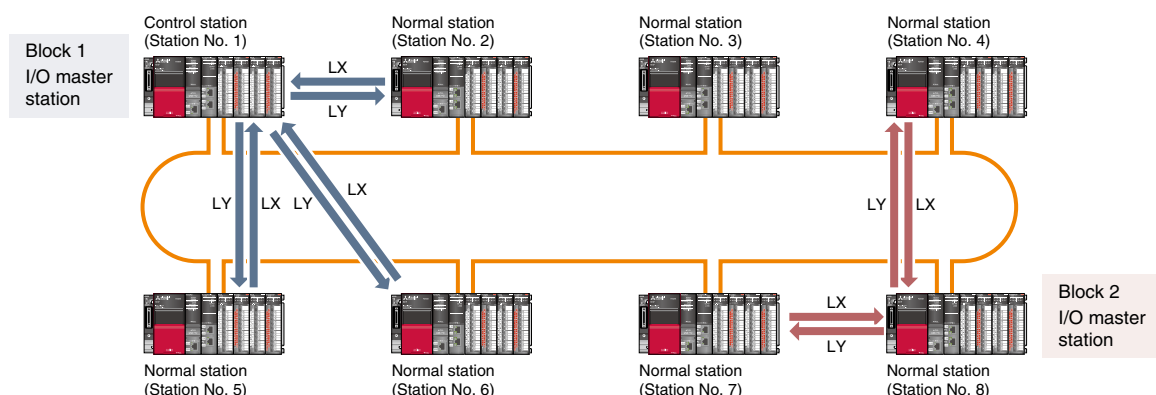 Control station
(Station No. 1)
Normal station
(Station No. 2)
Normal station
(Station No. 3)
Normal station
(Station No. 4)
Block 1
I/O master
station
LX
LY
LY
LX
LY
LX
LY
LX
LX
LY
Block 2
I/O master
station
Normal station
(Station No. 5)
Normal station
(Station No. 6)
Normal station
(Station No. 7)
Normal station
(Station No. 8)